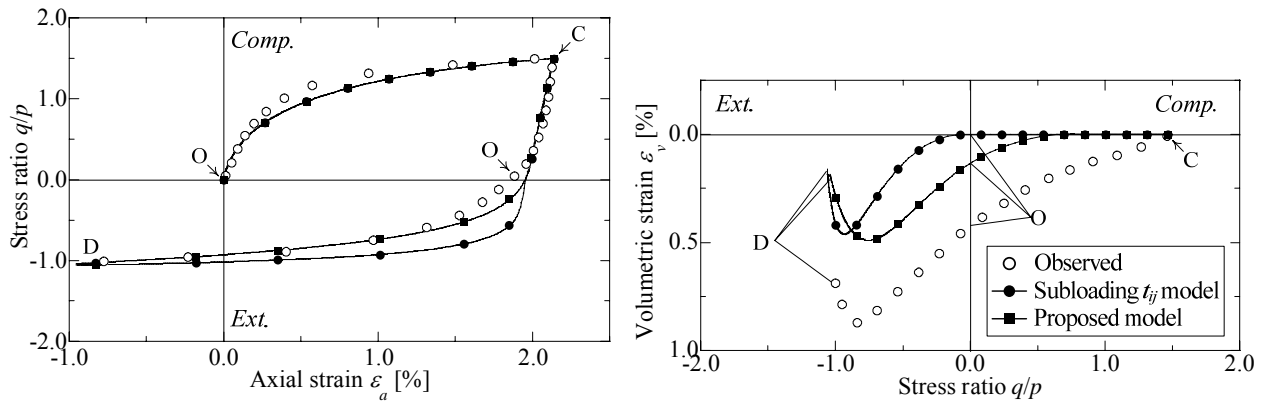 Stress ratio q/p
2.0
1.0
0.0
-1.0
-2.0
Comp.
C
O
O
D
Ext.
-1.0 0.0 1.0 2.0
Axial strain εa [%]
Volumetric strain εv [%]
0.0
0.5
1.0
Ext.
Comp.
C
O
D
Observed
Subloading tij model
Proposed model
-2.0 -1.0 0.0 1.0 2.0
Stress ratio q/p